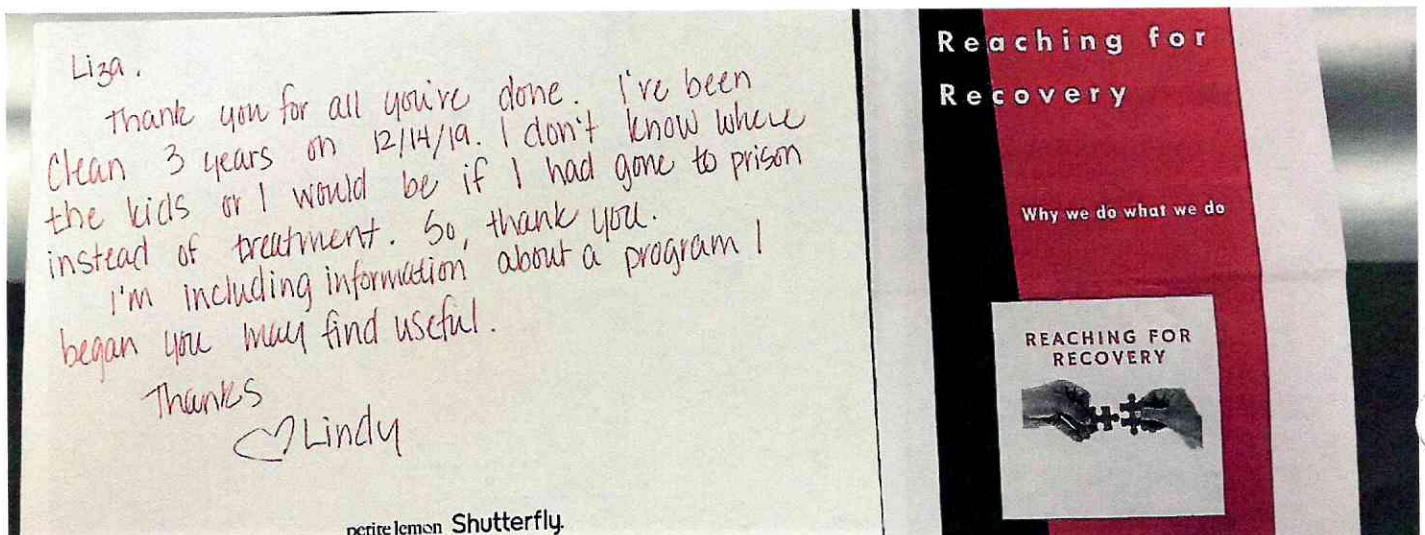 Liza.
Thank you for all you've done. I've been
Clean 3 years on 12/14/19. I don't know where
the kids or I would be if I had gone to prison
instead of treatment. So, thank you.
I'm including information about a program I
began you may find useful.
Thanks
♡ Lindy
petite lemon Shutterfly.
Reaching for
Recovery
Why we do what we do
REACHING FOR
RECOVERY